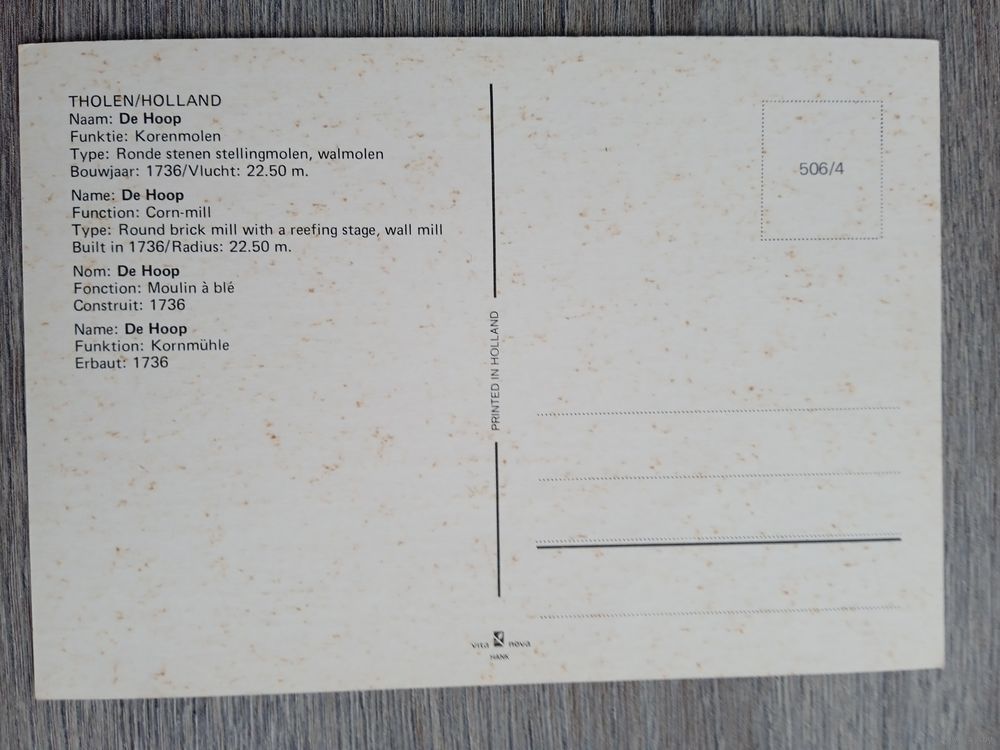 THOLEN/HOLLAND
Naam: De Hoop
Funktie: Korenmolen
Type: Ronde stenen stellingmolen, walmolen
Bouwjaar: 1736/Vlucht: 22.50 m.
Name: De Hoop
Function: Corn-mill
Type: Round brick mill with a reefing stage, wall mill
Built in 1736/Radius: 22.50 m.
Nom: De Hoop
Fonction: Moulin à blé
Construit: 1736
Name: De Hoop
Funktion: Kornmühle
Erbaut: 1736
PRINTED IN HOLLAND
506/4
vita nova
HANK